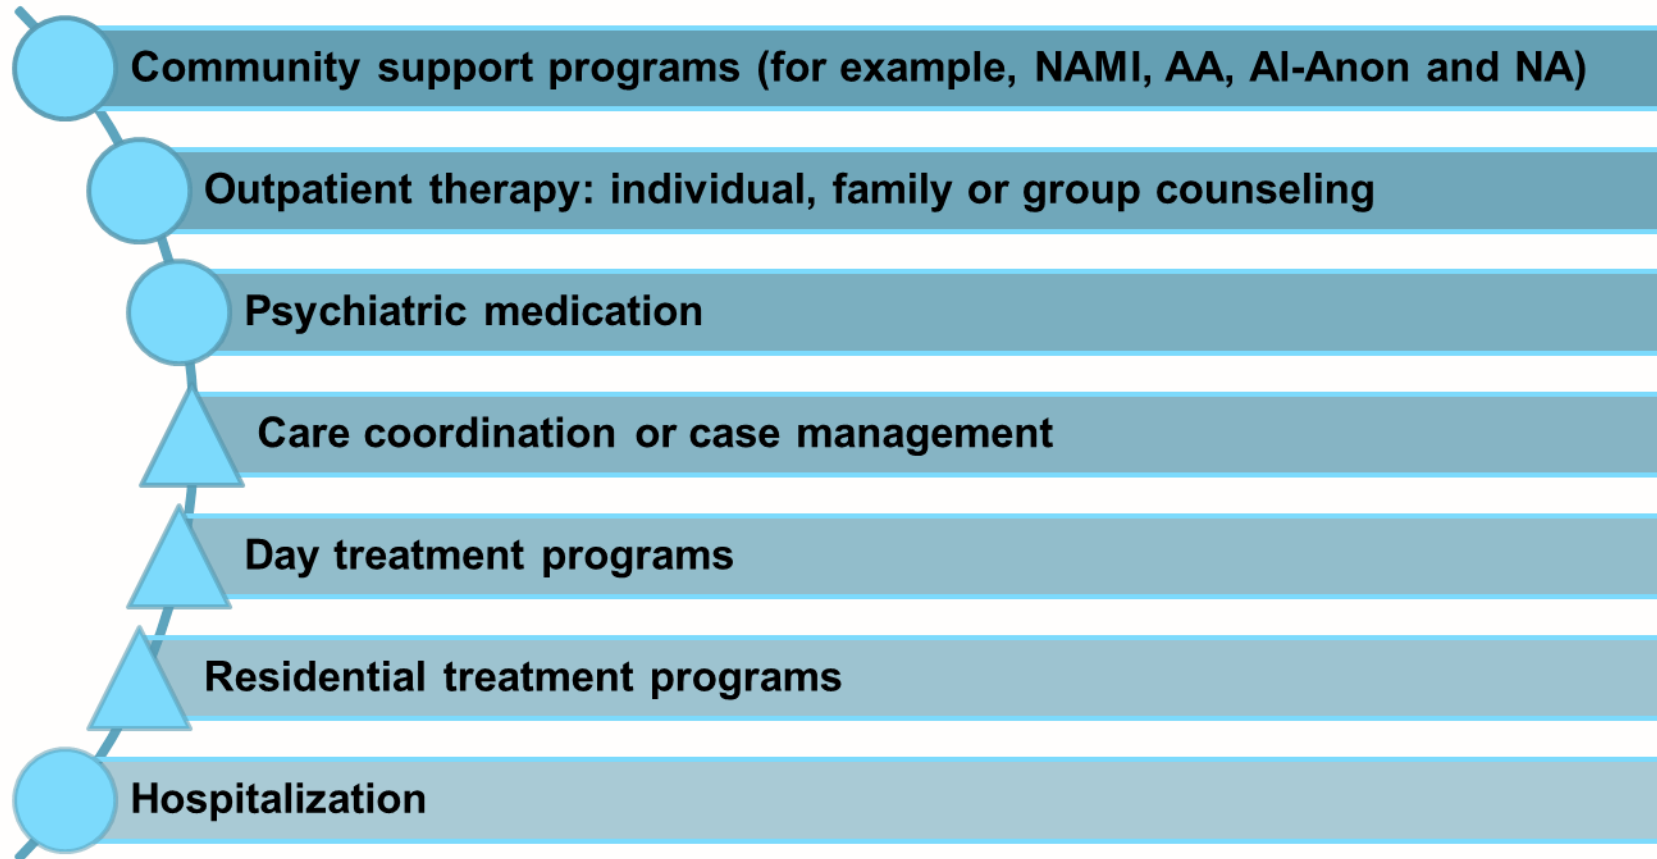 Community support programs (for example, NAMI, AA, Al-Anon and NA)
Outpatient therapy: individual, family or group counseling
Psychiatric medication
Care coordination or case management
Day treatment programs
Residential treatment programs
Hospitalization